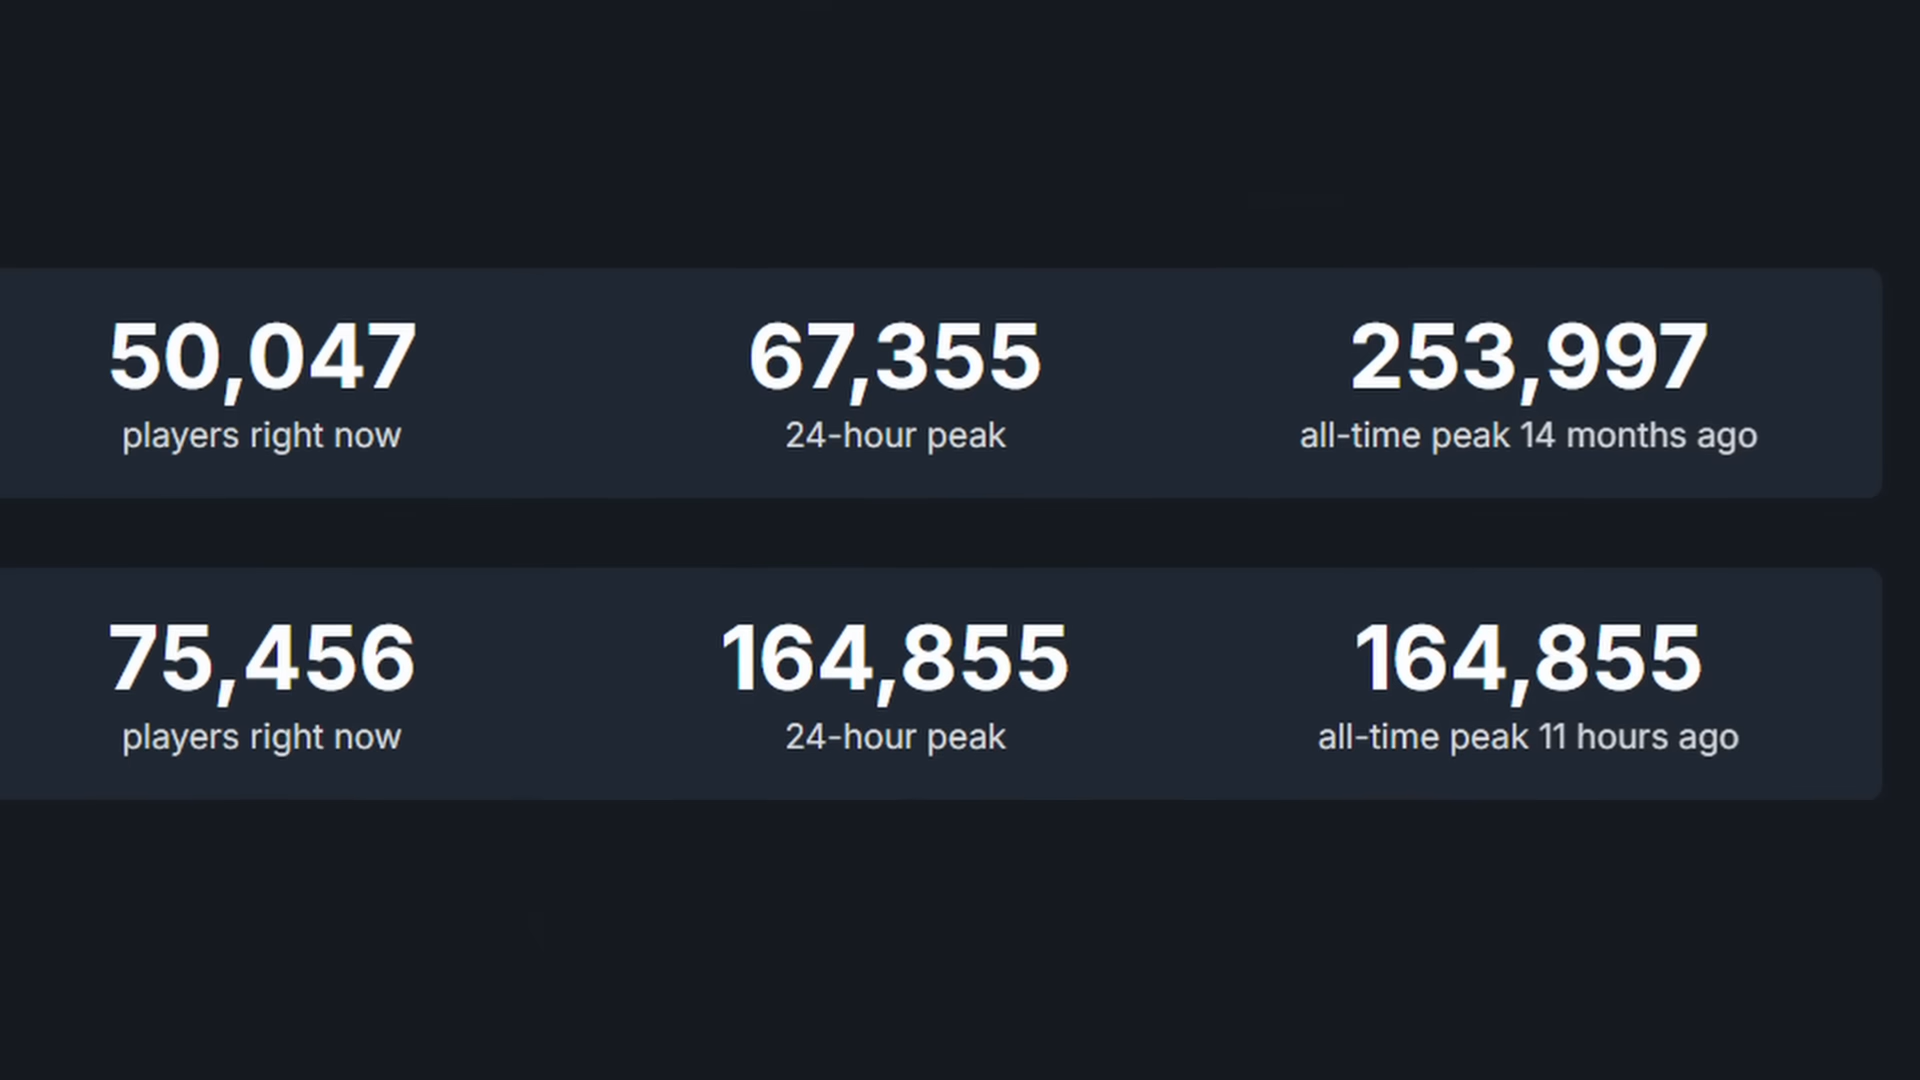 50,047
67,355
253,997
players right now
24-hour peak
all-time peak 14 months ago
75,456
164,855
164,855
players right now
24-hour peak
all-time peak 11 hours ago